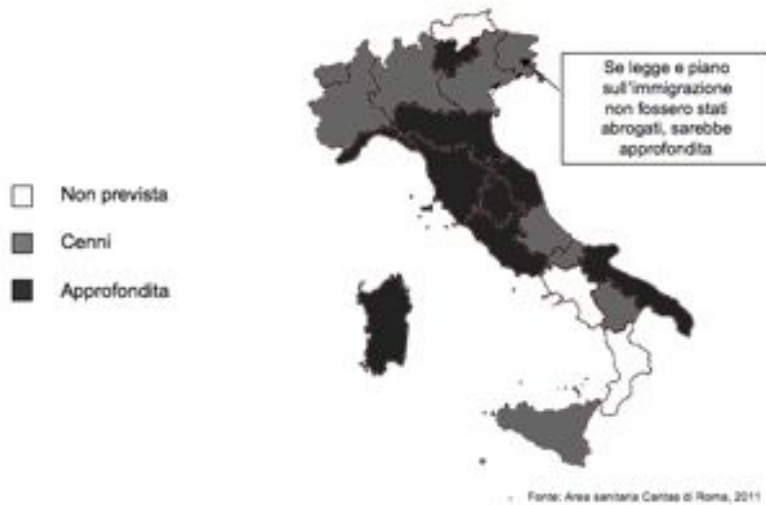 Se legge e piano
sull'immigrazione
non fossero stati
abrogati, sarebbe
approfondita
Non prevista
Cenni
Approfondita
Fonte: Area sanitaria Caritas di Roma, 2011